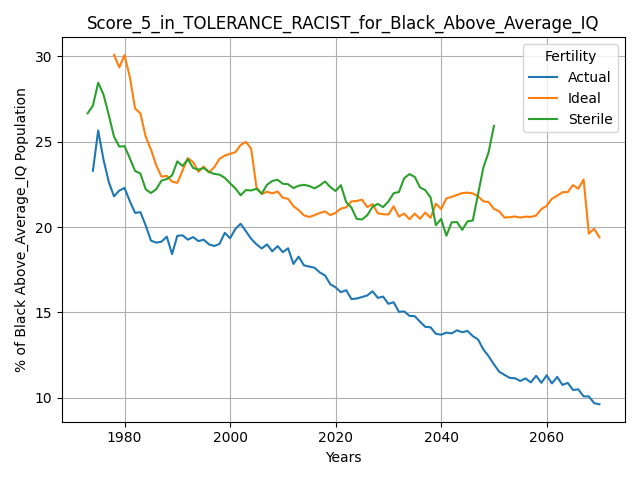 Score_5_in_TOLERANCE_RACIST_for_Black_Above_Average_IQ
% of Black Above_Average_IQ Population
30
25
20
15
10
Fertility
Actual
Ideal
Sterile
1980 2000 2020 2040 2060
Years